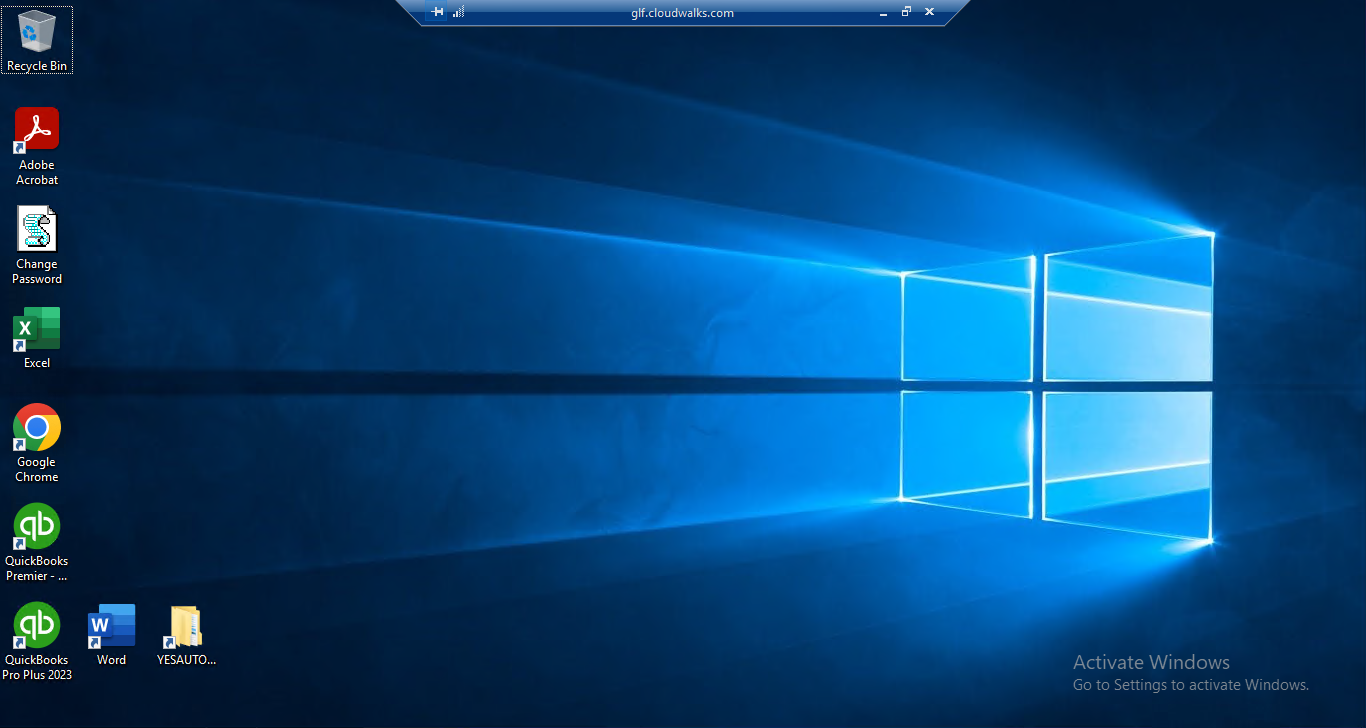 glf.cloudwalks.com
Recycle Bin
Adobe
Acrobat
Change
Password
Excel
Google
Chrome
QuickBooks
Premier - ...
QuickBooks
Pro Plus 2023
Word
YESAUTO...
Activate Windows
Go to Settings to activate Windows.